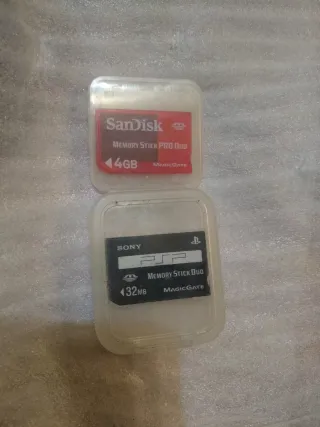 SanDisk
MEMORY STICK PRO DUO
4GB MAGICGATE
SONY
PSP
MEMORY STICK DUO
32MB MAGICGATE